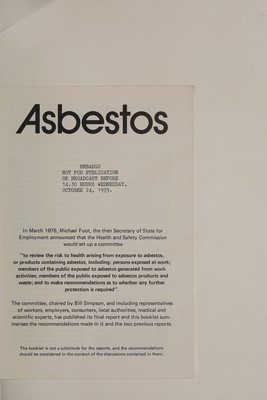 Asbestos
EMBARGO
NOT FOR PUBLICATION
OR BROADCAST BEFORE
14.30 HOURS WEDNESDAY,
OCTOBER 24, 1979.
In March 1976, Michael Foot, the then Secretary of State for
Employment announced that the Health and Safety Commission
would set up a committee
"to review the risk to health arising from exposure to asbestos,
or products containing asbestos, including: persons exposed at work;
members of the public exposed to asbestos generated from work
activities; members of the public exposed to asbestos products and
waste; and to make recommendations as to whether any further
protection is required".
The committee, chaired by Bill Simpson, and including representatives
of workers, employers, consumers, local authorities, medical and
scientific experts, has published its final report and this booklet sum-
marises the recommendations made in it and the two previous reports.
The booklet is not a substitute for the reports, and the recommendations
should be considered in the context of the discussions contained in them.